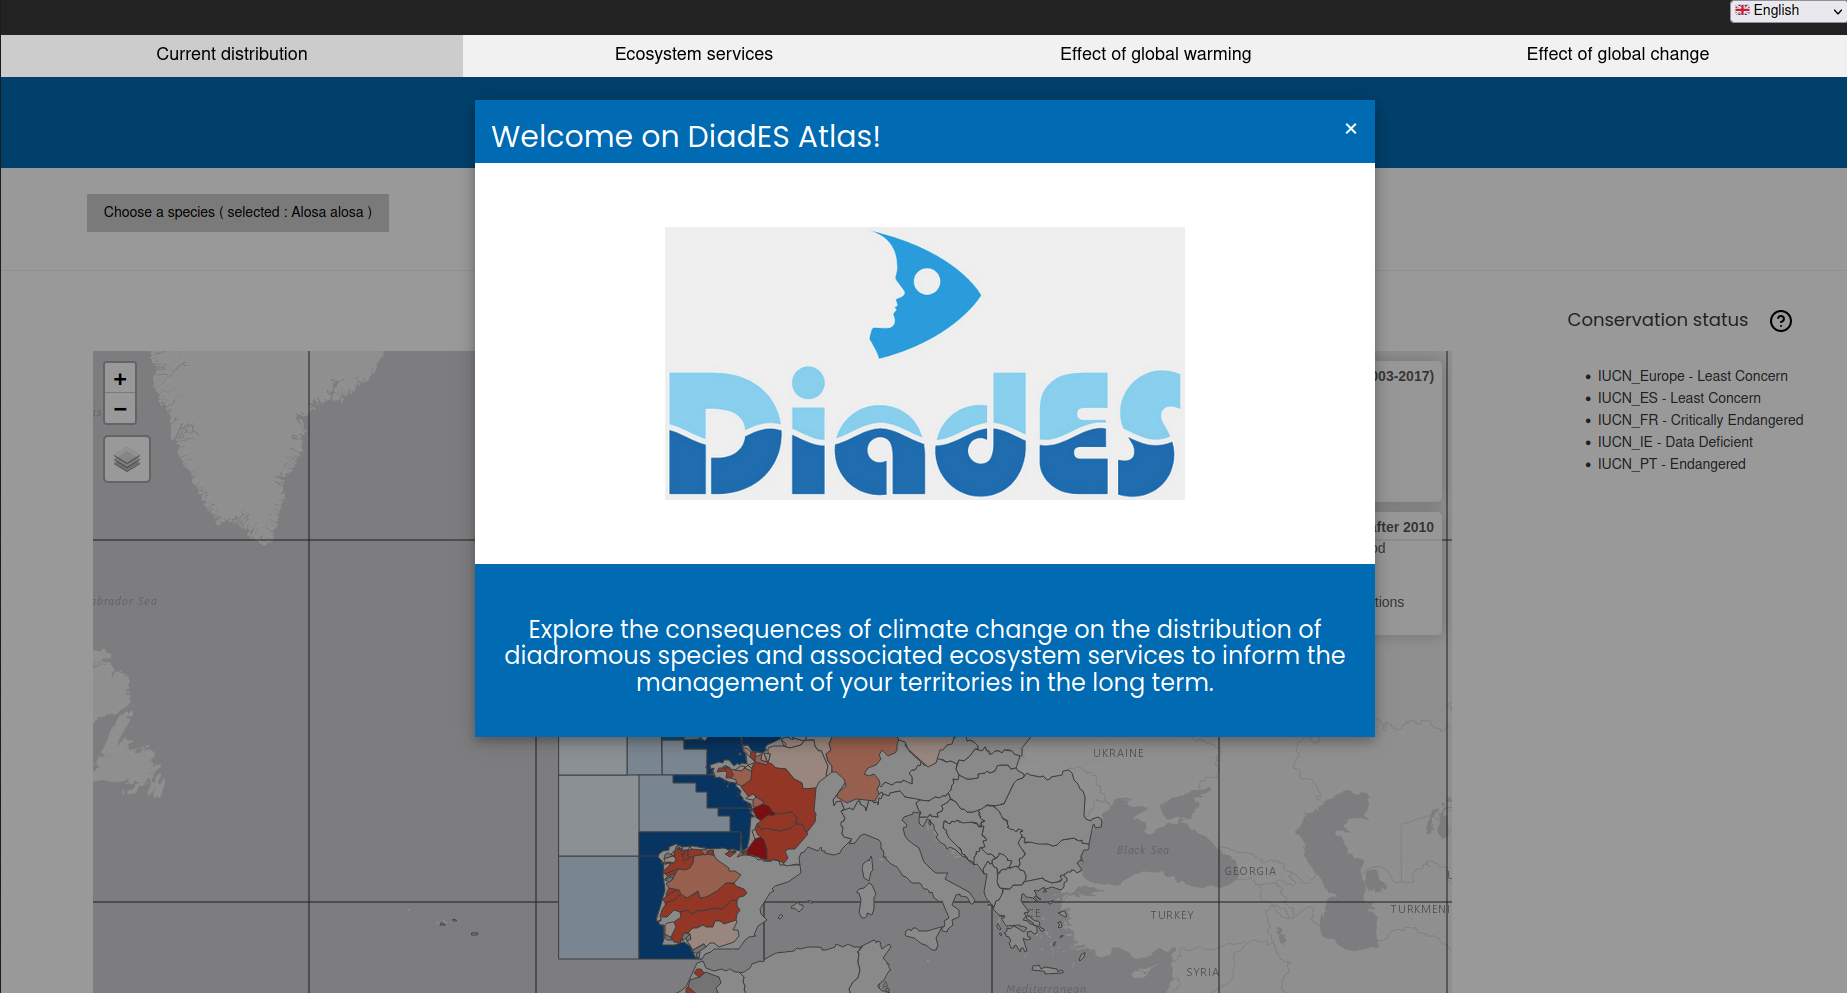 English
Current distribution
Ecosystem services
Effect of global warming
Effect of global change
Welcome on DiadES Atlas!
×
Choose a species ( selected : Alosa alosa )
DiadES
Explore the consequences of climate change on the distribution of
diadromous species and associated ecosystem services to inform the
management of your territories in the long term.
Conservation status ?
• IUCN_Europe - Least Concern
• IUCN_ES - Least Concern
• IUCN_FR - Critically Endangered
• IUCN_IE - Data Deficient
• IUCN_PT - Endangered
+
−
003-2017)
fter 2010
tions
brador Sea
UKRAINE
Black Sea
GEORGIA
TURKEY
TURKMEN
SYRIA
Mediterranean